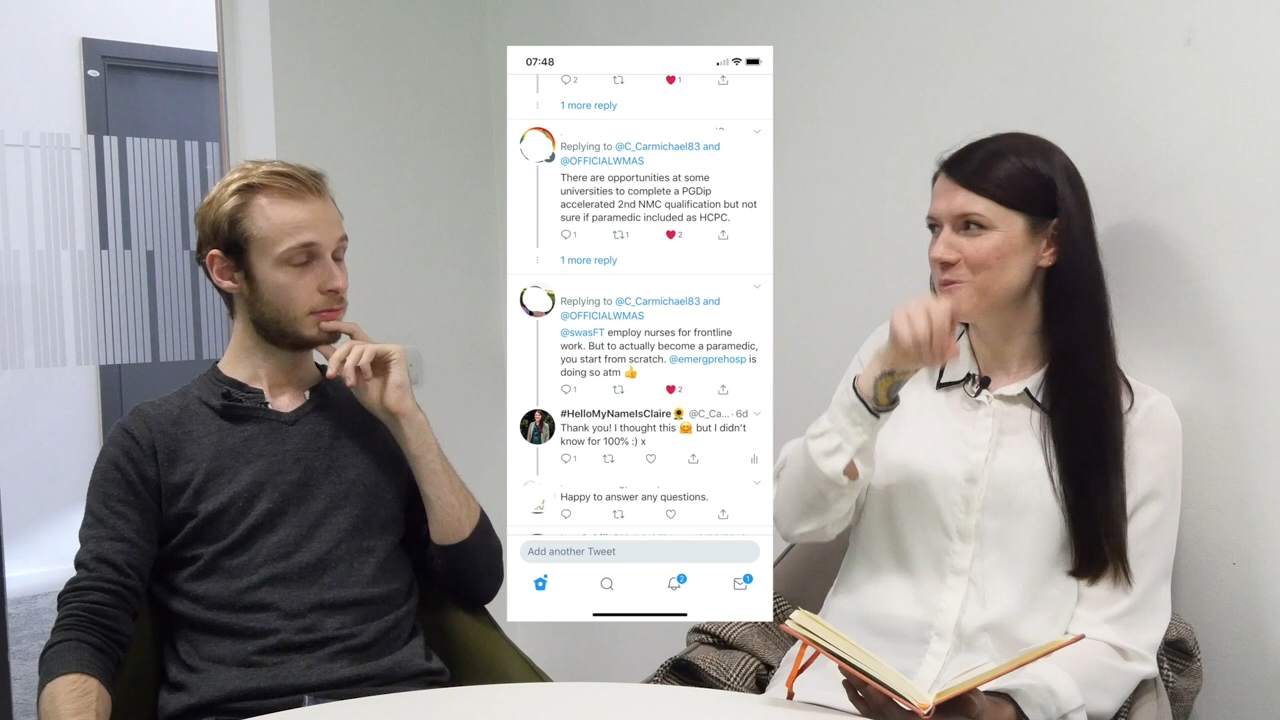 07:48
2 1
1 more reply
Replying to @C_Carmichael83 and
@OFFICIALWMAS
There are opportunities at some
universities to complete a PGDip
accelerated 2nd NMC qualification but not
sure if paramedic included as HCPC.
1 1 2
1 more reply
Replying to @C_Carmichael83 and
@OFFICIALWMAS
@swasFT employ nurses for frontline
work. But to actually become a paramedic,
you start from scratch. @emergprehosp is
doing so atm 👍
1 2
#HelloMyNameIsClaire🌻 @C_Ca... · 6d
Thank you! I thought this 🤗 but I didn't
know for 100% :) x
1
Happy to answer any questions.
Add another Tweet
2 1